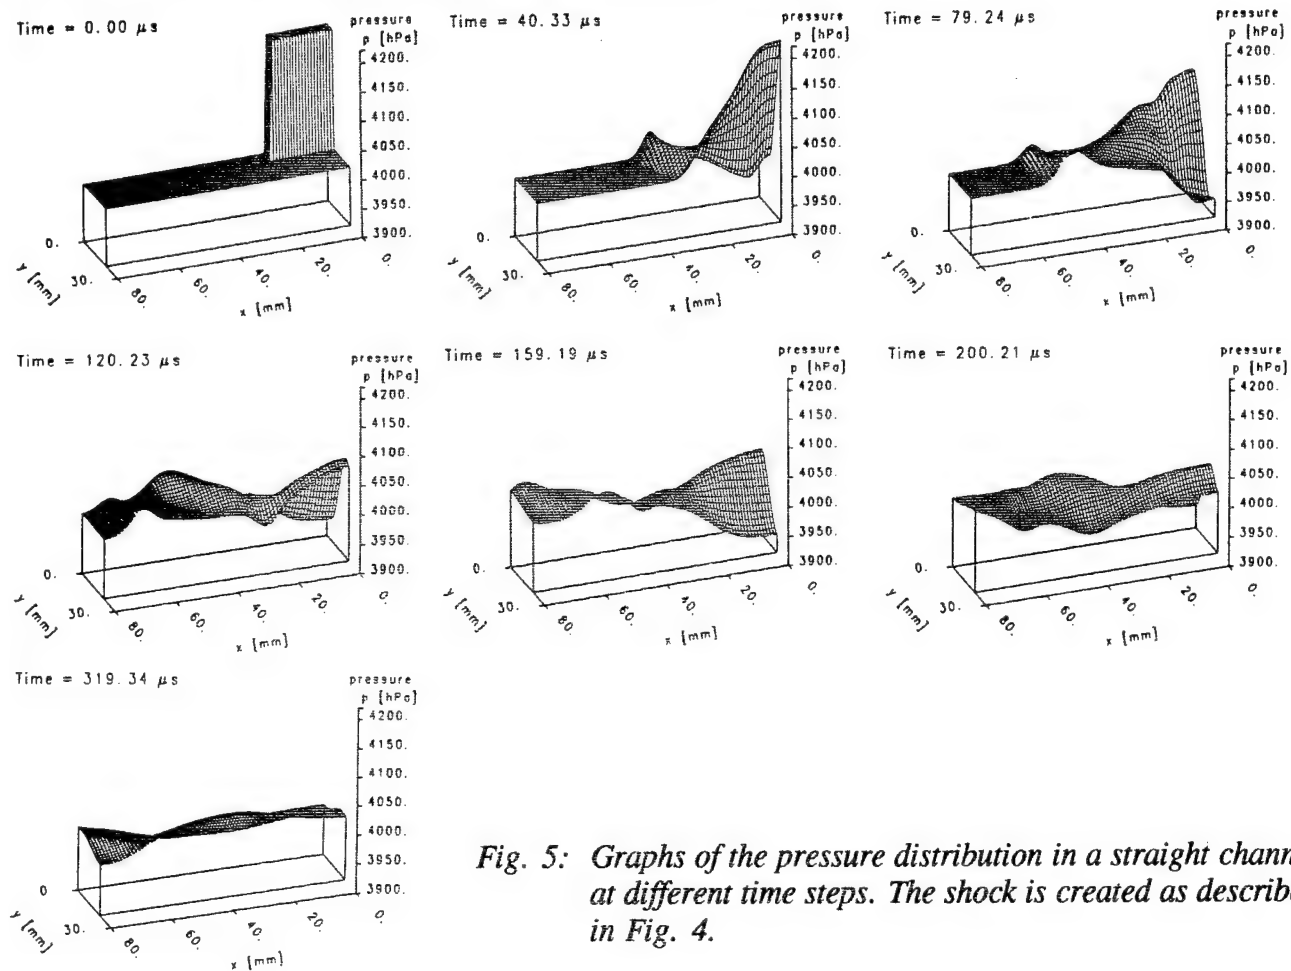 Time = 0.00 μs
pressure
p [hPa]
4200.
4150.
4100.
4050.
4000.
3950.
3900.
0.
y [mm]
30.
80.
60.
40.
20.
0.
x [mm]
Time = 40.33 μs
pressure
p [hPa]
4200.
4150.
4100.
4050.
4000.
3950.
3900.
0.
y [mm]
30.
80.
60.
40.
20.
0.
x [mm]
Time = 79.24 μs
pressure
p [hPa]
4200.
4150.
4100.
4050.
4000.
3950.
3900.
0.
y [mm]
30.
80.
60.
40.
20.
0.
x [mm]
Time = 120.23 μs
pressure
p [hPa]
4200.
4150.
4100.
4050.
4000.
3950.
3900.
0.
y [mm]
30.
80.
60.
40.
20.
0.
x [mm]
Time = 159.19 μs
pressure
p [hPa]
4200.
4150.
4100.
4050.
4000.
3950.
3900.
0.
y [mm]
30.
80.
60.
40.
20.
0.
x [mm]
Time = 200.21 μs
pressure
p [hPa]
4200.
4150.
4100.
4050.
4000.
3950.
3900.
0.
y [mm]
30.
80.
60.
40.
20.
0.
x [mm]
Time = 319.34 μs
pressure
p [hPa]
4200.
4150.
4100.
4050.
4000.
3950.
3900.
0
y [mm]
30.
80.
60.
40.
20.
0.
x [mm]
Fig. 5: Graphs of the pressure distribution in a straight chann
at different time steps. The shock is created as describe
in Fig. 4.